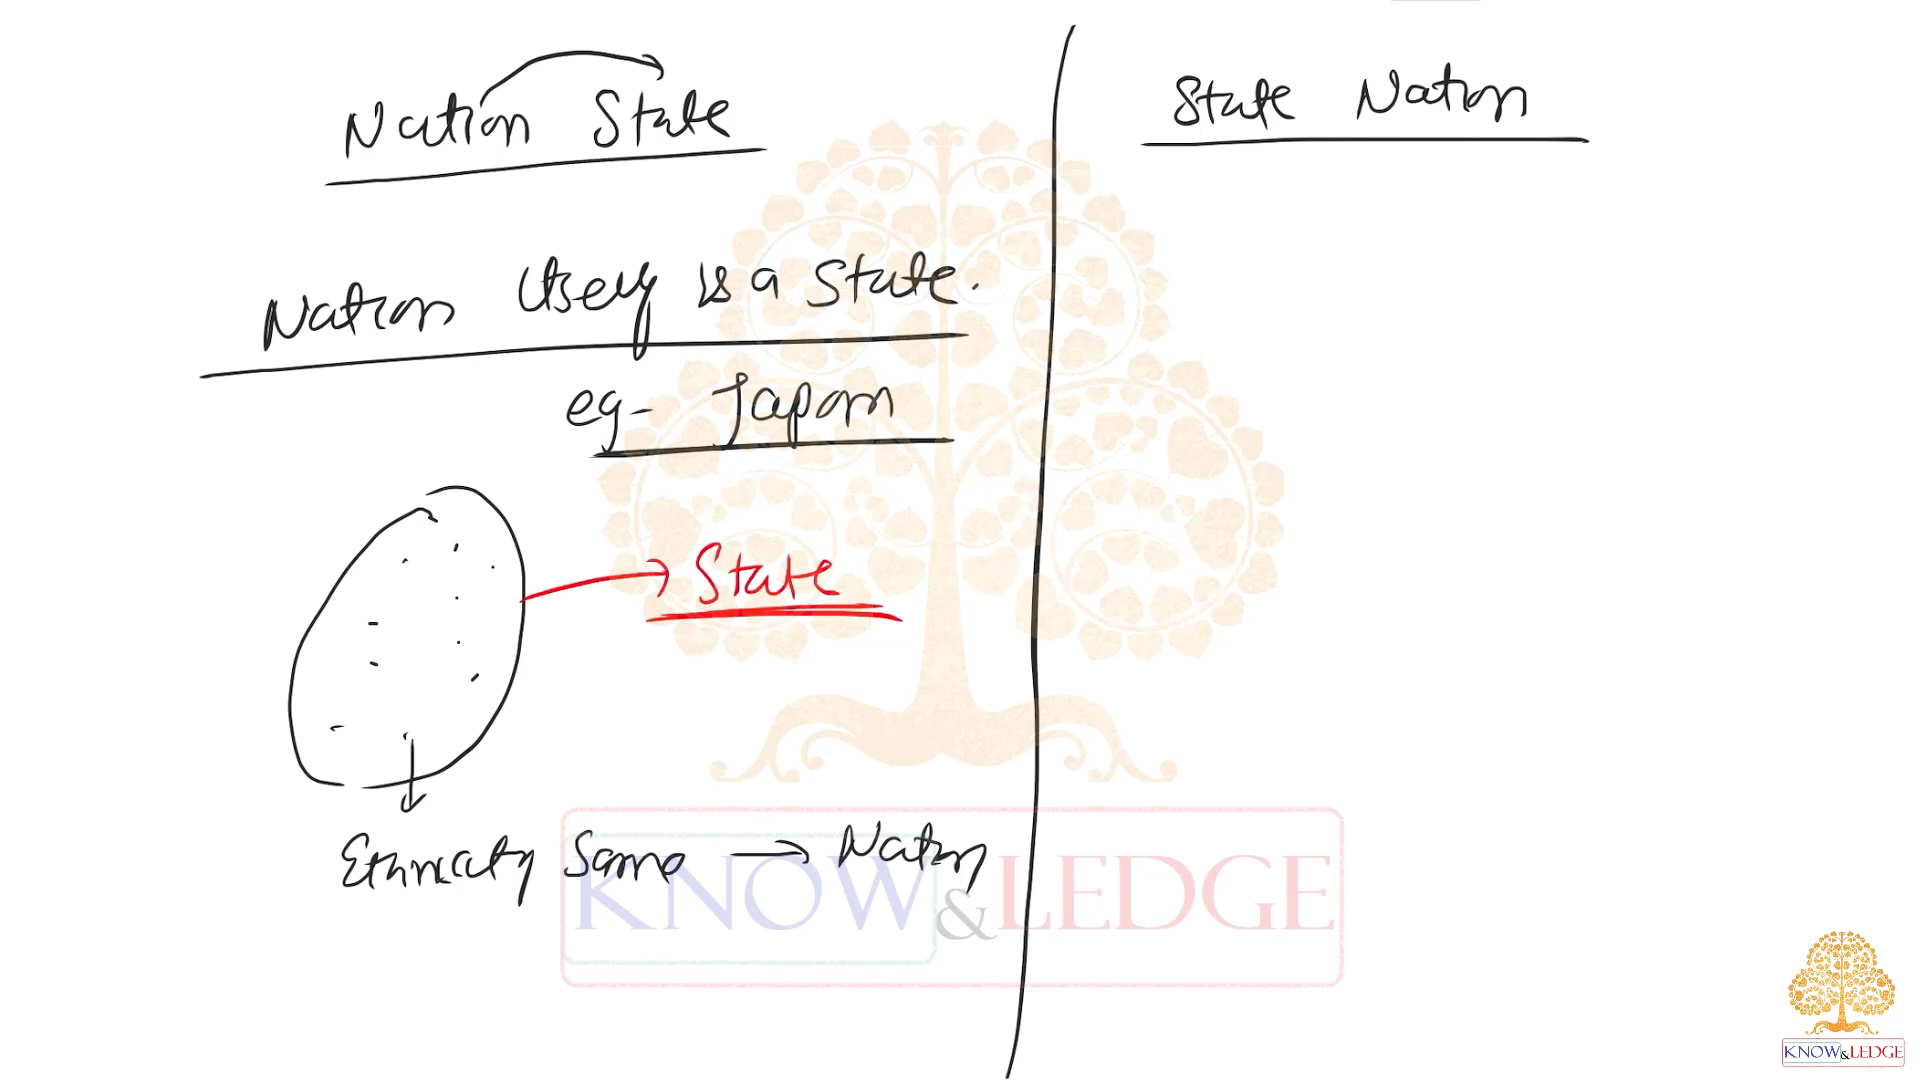 Nation State
Nation itself is a State.
eg- Japan
State
Ethnicity Same → Nation
State Nation
KNOW&LEDGE
KNOW&LEDGE